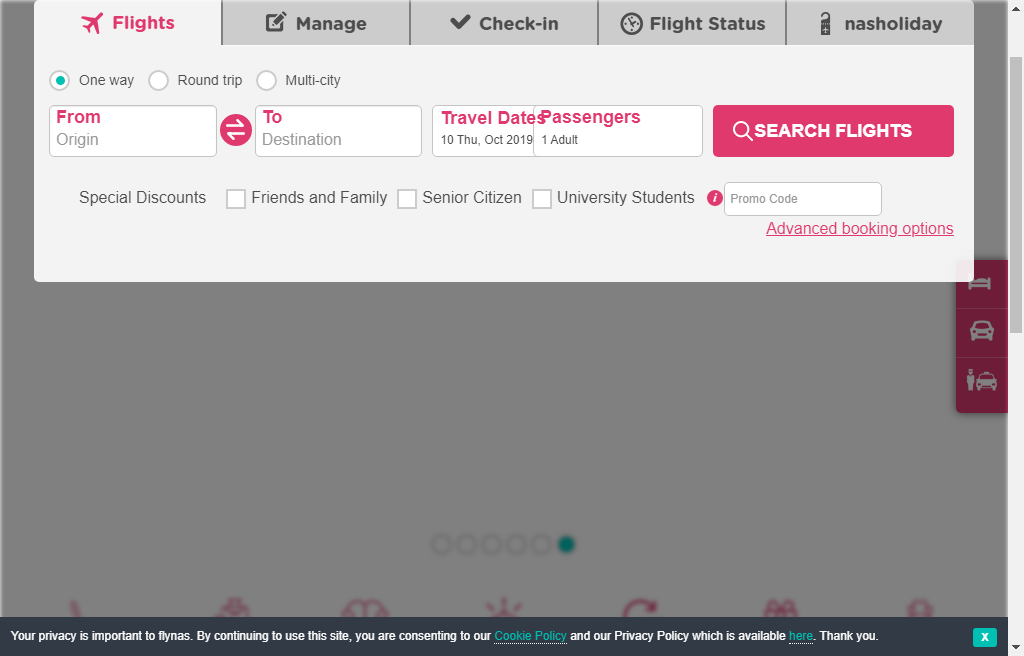 Flights
Manage
Check-in
Flight Status
nasholiday
One way
Round trip
Multi-city
From
Origin
To
Destination
Travel Dates
10 Thu, Oct 2019
Passengers
1 Adult
SEARCH FLIGHTS
Special Discounts
Friends and Family
Senior Citizen
University Students
i
Promo Code
Advanced booking options
Your privacy is important to flynas. By continuing to use this site, you are consenting to our Cookie Policy and our Privacy Policy which is available here. Thank you.
X